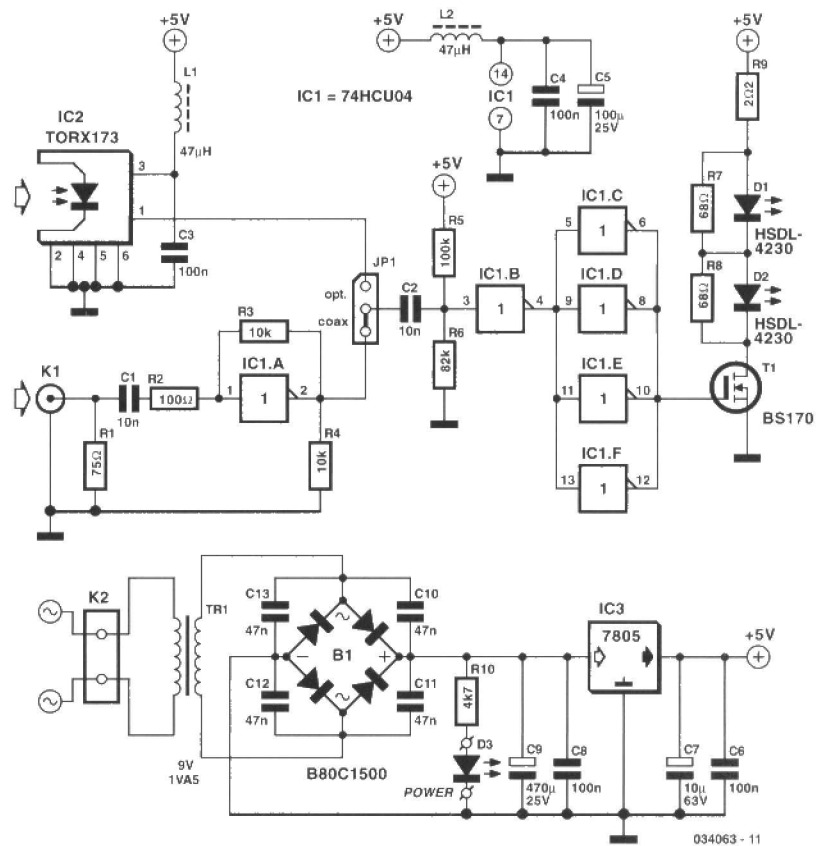 +5V
+5V
L2
47µH
+5V
L1
47µH
IC1 = 74HCU04
14
IC1
7
C4
100n
C5
100µ
25V
R9
2Ω2
IC2
TORX173
3
1
2
4
5
6
C3
100n
+5V
R5
100k
JP1
opt.
coax
C2
10n
R6
82k
3
IC1.B
1
4
IC1.C
5
1
6
IC1.D
9
1
8
IC1.E
11
1
10
IC1.F
13
1
12
R7
68Ω
D1
HSDL-
4230
R8
68Ω
D2
HSDL-
4230
T1
BS170
R3
10k
IC1.A
1
1
2
K1
C1
10n
R2
100Ω
R1
75Ω
R4
10k
K2
~
~
TR1
9V
1VA5
C13
47n
C10
47n
~
–
B1
+
~
C12
47n
C11
47n
B80C1500
R10
4k7
D3
POWER
C9
470µ
25V
C8
100n
IC3
7805
+5V
C7
10µ
63V
C6
100n
034063 - 11